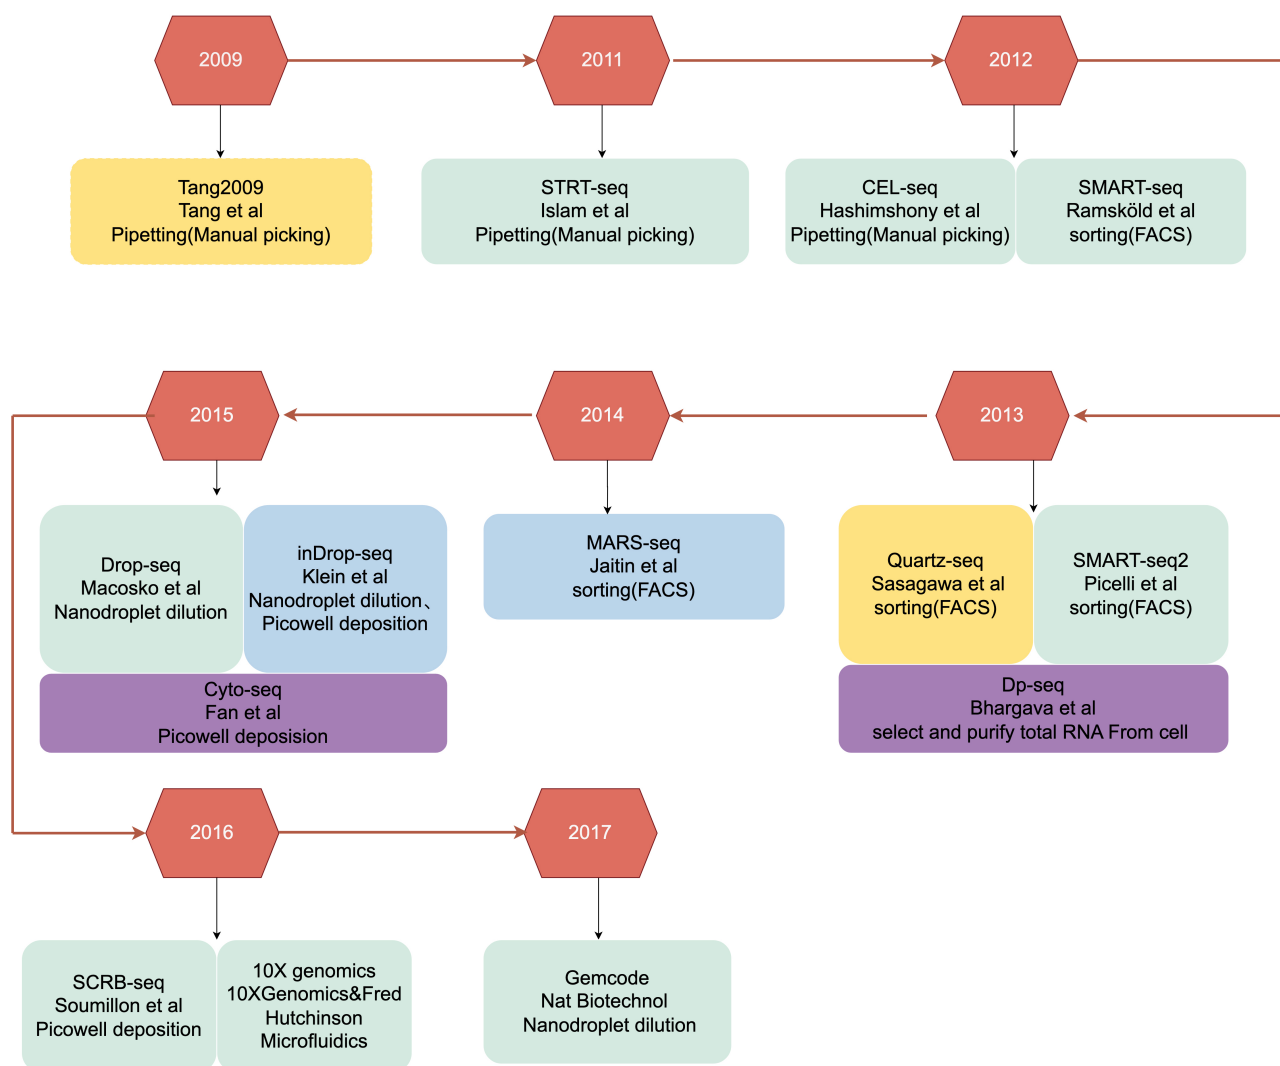 2009
2011
2012
Tang2009
Tang et al
Pipetting(Manual picking)
STRT-seq
Islam et al
Pipetting(Manual picking)
CEL-seq
Hashimshony et al
Pipetting(Manual picking)
SMART-seq
Ramsköld et al
sorting(FACS)
2015
2014
2013
Drop-seq
Macosko et al
Nanodroplet dilution
inDrop-seq
Klein et al
Nanodroplet dilution、
Picowell deposition
Cyto-seq
Fan et al
Picowell deposision
MARS-seq
Jaitin et al
sorting(FACS)
Quartz-seq
Sasagawa et al
sorting(FACS)
SMART-seq2
Picelli et al
sorting(FACS)
Dp-seq
Bhargava et al
select and purify total RNA From cell
2016
2017
SCRB-seq
Soumillon et al
Picowell deposition
10X genomics
10XGenomics&Fred
Hutchinson
Microfluidics
Gemcode
Nat Biotechnol
Nanodroplet dilution